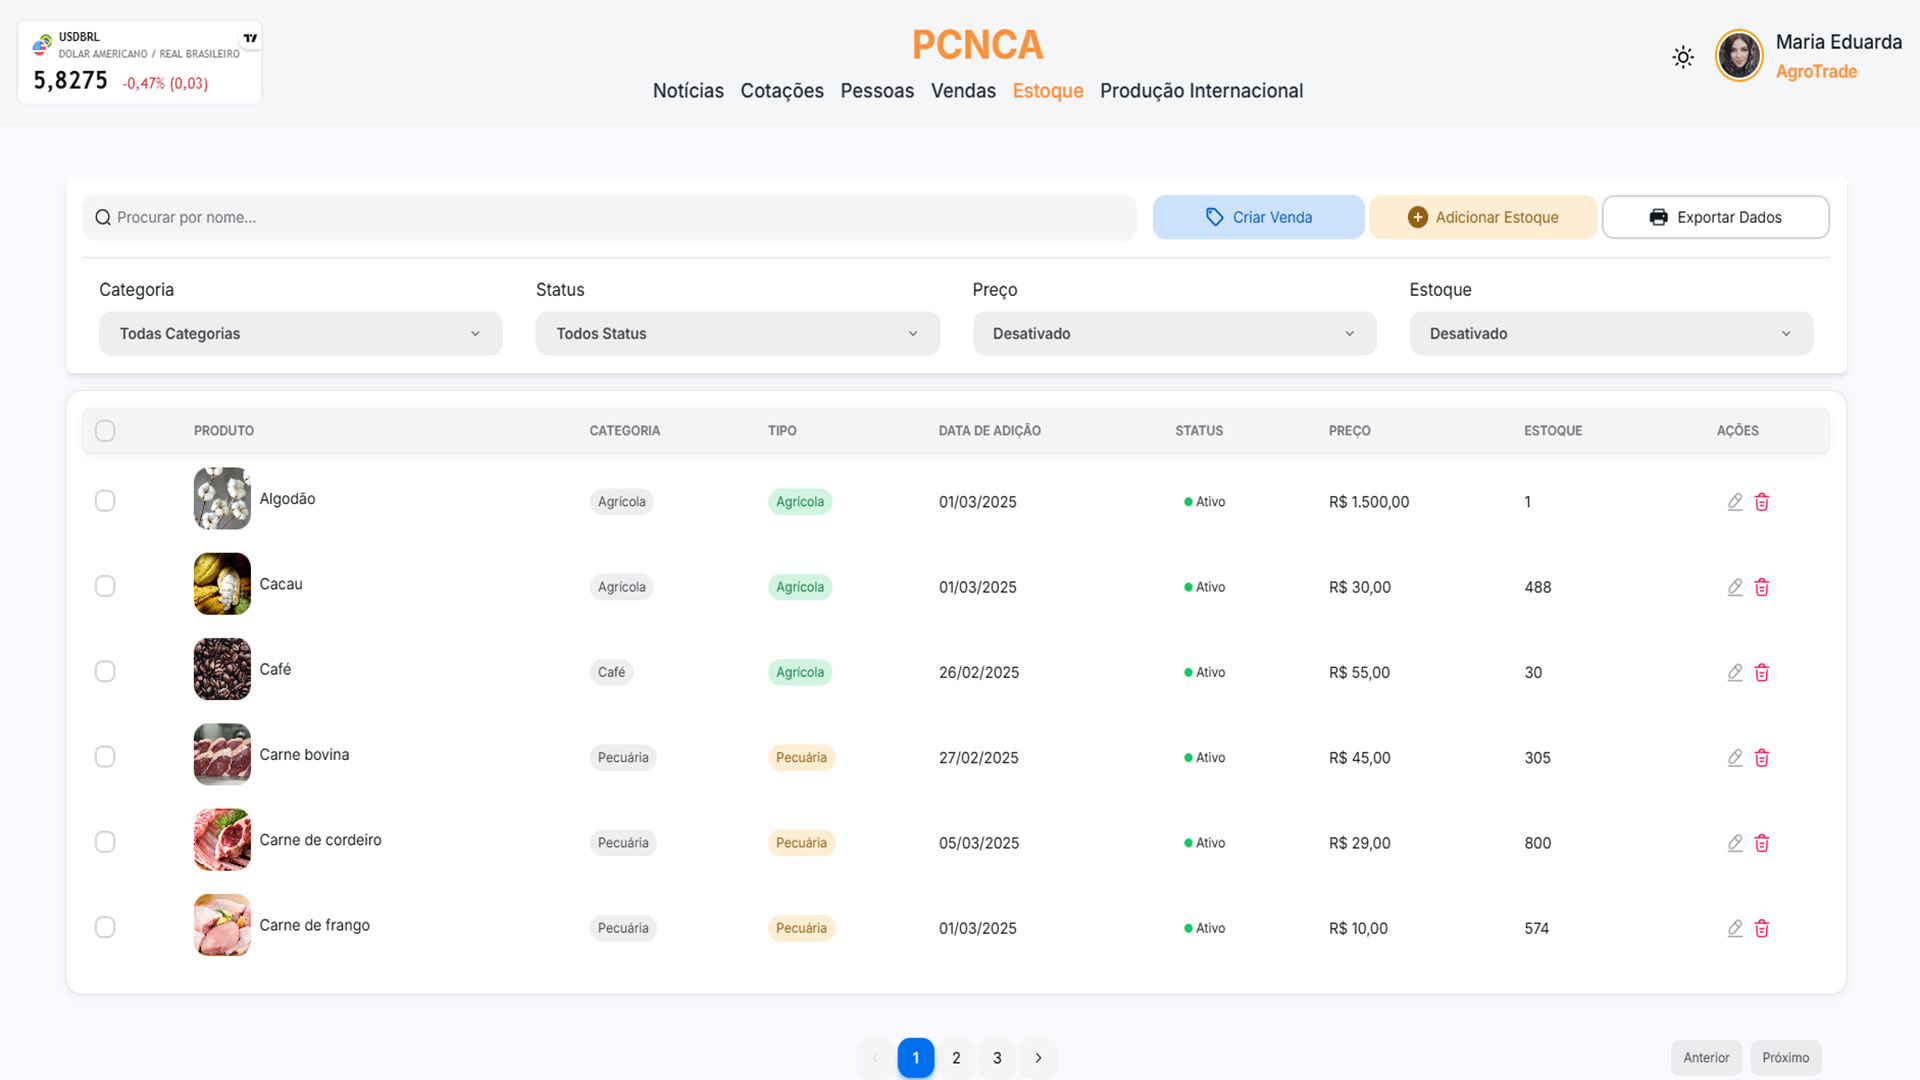 USDBRL
DOLAR AMERICANO / REAL BRASILEIRO
5,8275 -0,47% (0,03)
PCNCA
Notícias Cotações Pessoas Vendas Estoque Produção Internacional
Maria Eduarda
AgroTrade
Procurar por nome...
Criar Venda
Adicionar Estoque
Exportar Dados
Categoria Status Preço Estoque
Todas Categorias Todos Status Desativado Desativado
PRODUTO CATEGORIA TIPO DATA DE ADIÇÃO STATUS PREÇO ESTOQUE AÇÕES
Algodão Agrícola Agrícola 01/03/2025 Ativo R$ 1.500,00 1
Cacau Agrícola Agrícola 01/03/2025 Ativo R$ 30,00 488
Café Café Agrícola 26/02/2025 Ativo R$ 55,00 30
Carne bovina Pecuária Pecuária 27/02/2025 Ativo R$ 45,00 305
Carne de cordeiro Pecuária Pecuária 05/03/2025 Ativo R$ 29,00 800
Carne de frango Pecuária Pecuária 01/03/2025 Ativo R$ 10,00 574
1 2 3
Anterior Próximo